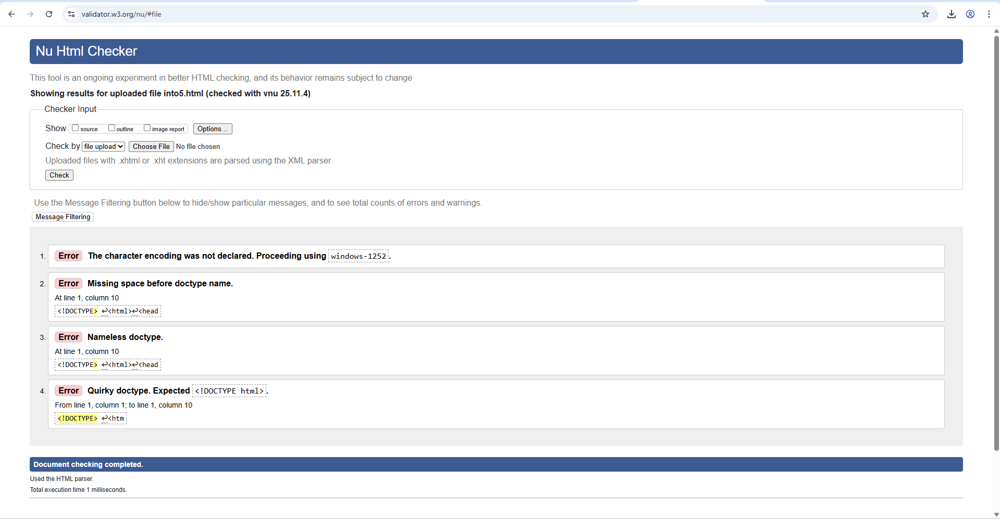 validator.w3.org/nu/#file
Nu Html Checker
This tool is an ongoing experiment in better HTML checking, and its behavior remains subject to change
Showing results for uploaded file into5.html (checked with vnu 25.11.4)
Checker Input
Show source outline image report Options...
Check by file upload Choose File No file chosen
Uploaded files with .xhtml or .xht extensions are parsed using the XML parser.
Check
Use the Message Filtering button below to hide/show particular messages, and to see total counts of errors and warnings.
Message Filtering
1. Error The character encoding was not declared. Proceeding using windows-1252.
2. Error Missing space before doctype name.
At line 1, column 10
<!DOCTYPE> ↩<html>↩<head
3. Error Nameless doctype.
At line 1, column 10
<!DOCTYPE> ↩<html>↩<head
4. Error Quirky doctype. Expected <!DOCTYPE html>.
From line 1, column 1; to line 1, column 10
<!DOCTYPE> ↩<htm
Document checking completed.
Used the HTML parser.
Total execution time 1 milliseconds.